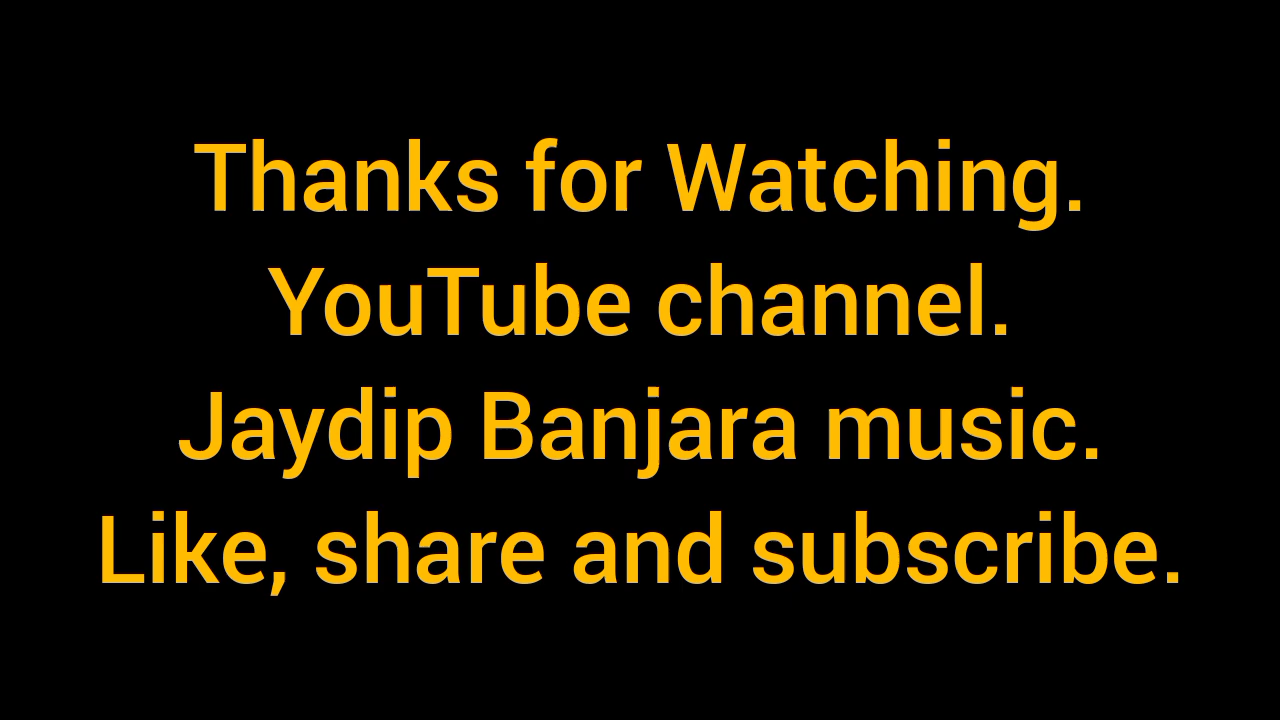 Thanks for Watching.
YouTube channel.
Jaydip Banjara music.
Like, share and subscribe.